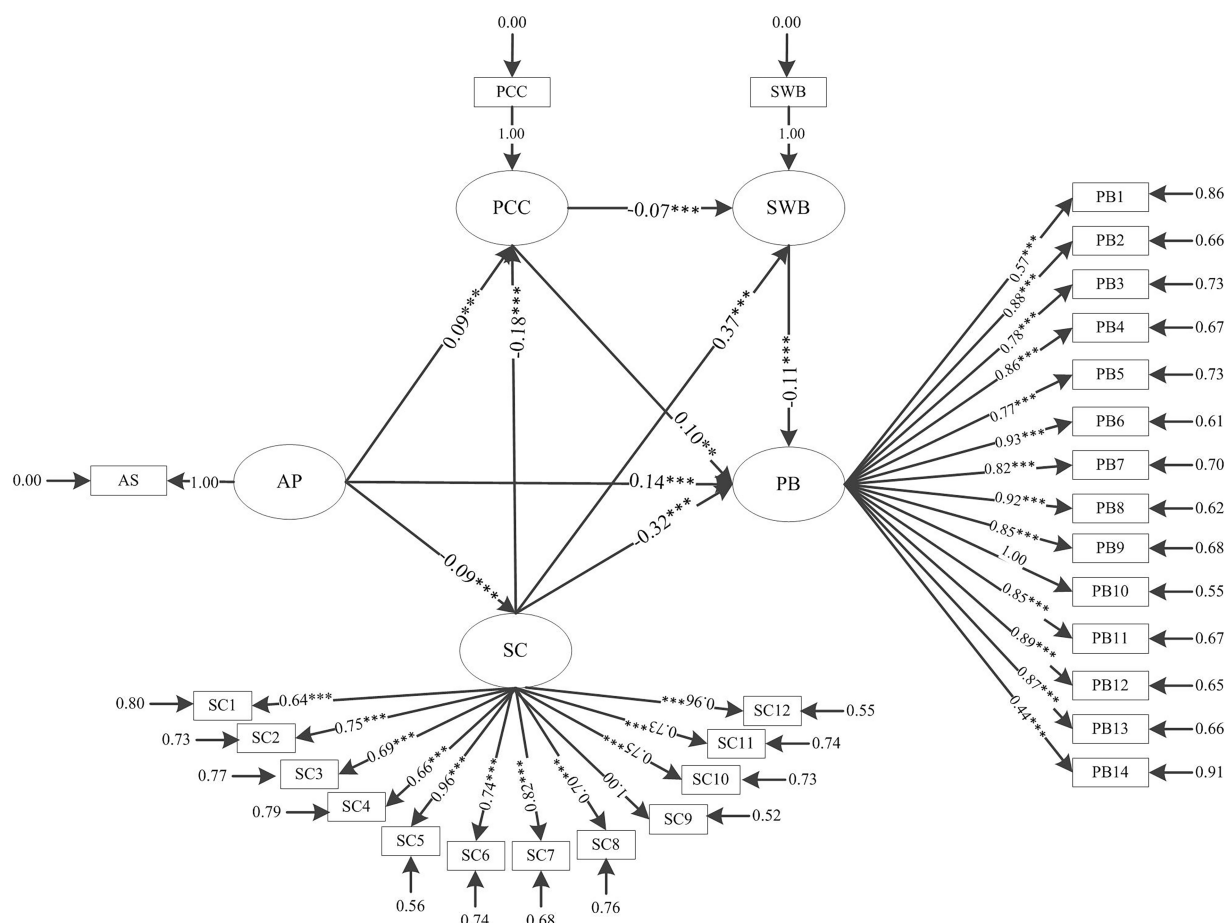 0.00
0.00
PCC
SWB
1.00
1.00
PCC
-0.07***
SWB
0.09***
-0.18***
0.37***
-0.11***
0.10**
0.00
AS
1.00
AP
0.14***
PB
-0.32***
-0.09***
SC
0.57***
PB1
0.86
0.88***
PB2
0.66
0.78***
PB3
0.73
0.86***
PB4
0.67
0.77***
PB5
0.73
0.93***
PB6
0.61
0.82***
PB7
0.70
0.92***
PB8
0.62
0.85***
PB9
0.68
1.00
PB10
0.55
0.85***
PB11
0.67
0.89***
PB12
0.65
0.87***
PB13
0.66
0.44***
PB14
0.91
0.80
SC1
0.64***
0.73
SC2
0.75***
0.77
SC3
0.69***
0.79
SC4
0.66***
0.96***
SC5
0.56
0.74***
SC6
0.74
0.82***
SC7
0.68
0.70***
SC8
0.76
1.00
SC9
0.52
0.75***
SC10
0.73
0.73***
SC11
0.74
0.96***
SC12
0.55